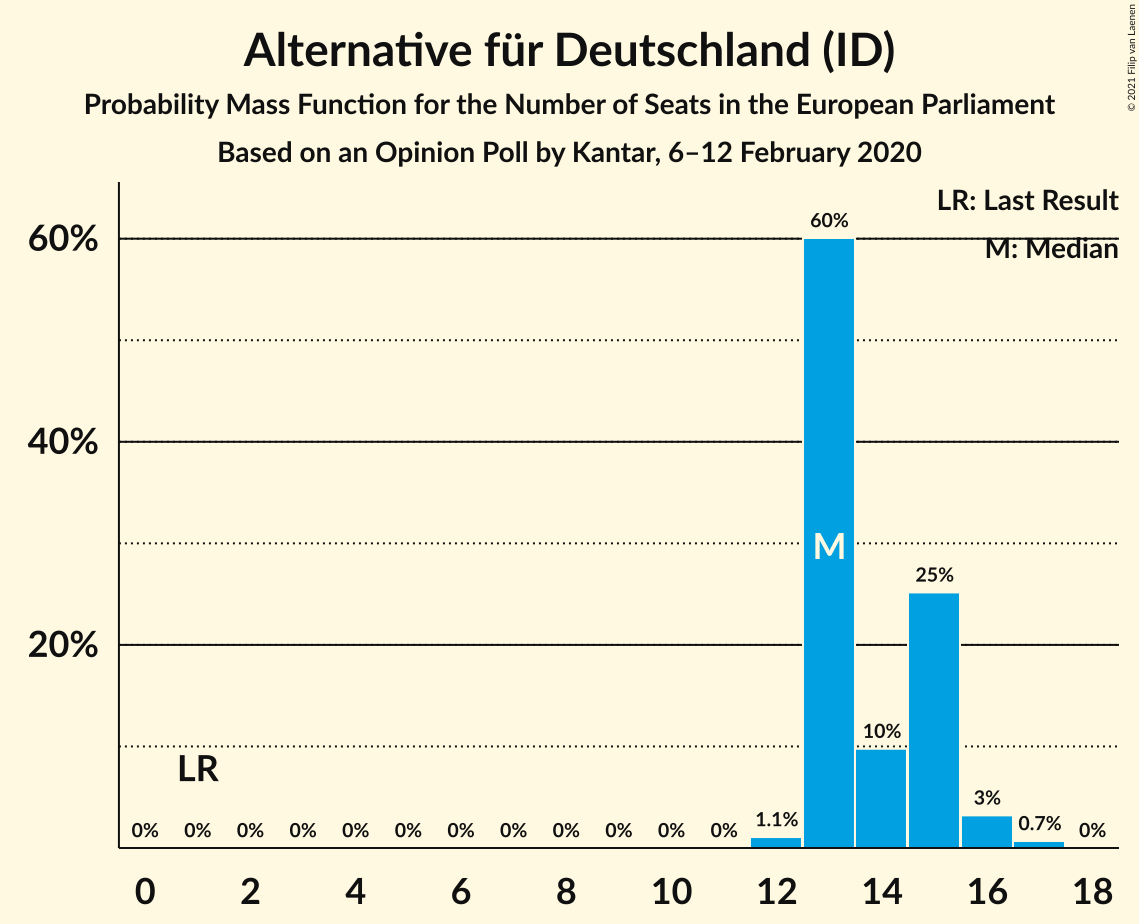 Alternative für Deutschland (ID)
Probability Mass Function for the Number of Seats in the European Parliament
Based on an Opinion Poll by Kantar, 6–12 February 2020
© 2021 Filip van Laenen
LR: Last Result
M: Median
60%
40%
20%
60%
M
25%
10%
LR
3%
0% 0% 0% 0% 0% 0% 0% 0% 0% 0% 0% 0% 1.1% 0.7% 0%
0 2 4 6 8 10 12 14 16 18